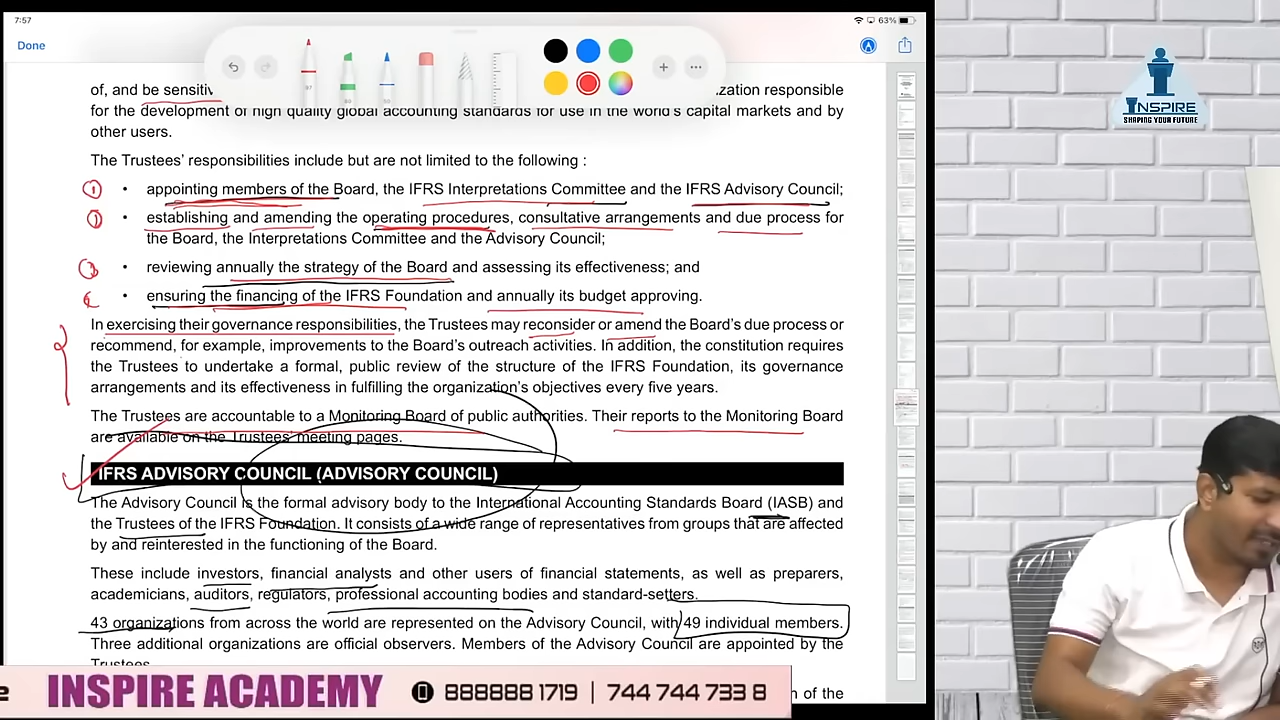 7:57
63%
Done
of, and be sensitiv zation responsible
for the development of high quality global accounting standards for use in the world's capital markets and by
other users.
The Trustees' responsibilities include but are not limited to the following :
1 • appointing members of the Board, the IFRS Interpretations Committee and the IFRS Advisory Council;
• establishing and amending the operating procedures, consultative arrangements and due process for
the Board, the Interpretations Committee and the Advisory Council;
• reviewing annually the strategy of the Board and assessing its effectiveness; and
• ensuring the financing of the IFRS Foundation and annually its budget approving.
In exercising their governance responsibilities, the Trustees may reconsider or amend the Board's due process or
recommend, for example, improvements to the Board's outreach activities. In addition, the constitution requires
the Trustees to undertake a formal, public review of the structure of the IFRS Foundation, its governance
arrangements and its effectiveness in fulfilling the organization's objectives every five years.
The Trustees are accountable to a Monitoring Board of public authorities. Their reports to the Monitoring Board
are available on the Trustees' meeting pages.
IFRS ADVISORY COUNCIL (ADVISORY COUNCIL)
The Advisory Council is the formal advisory body to the International Accounting Standards Board (IASB) and
the Trustees of the IFRS Foundation. It consists of a wide range of representatives from groups that are affected
by and reinterested in the functioning of the Board.
These include investors, financial analysts and other users of financial statements, as well as preparers,
academicians, auditors, regulators, professional accounting bodies and standard-setters.
43 organizations from across the world are represented on the Advisory Council, with 49 individual members.
Three additional organizations are official observers. Members of the Advisory Council are appointed by the
Trustees.
n of the
e INSPIRE ACADEMY 888888 1719 | 744 744 733 8
INSPIRE
SHAPING YOUR FUTURE